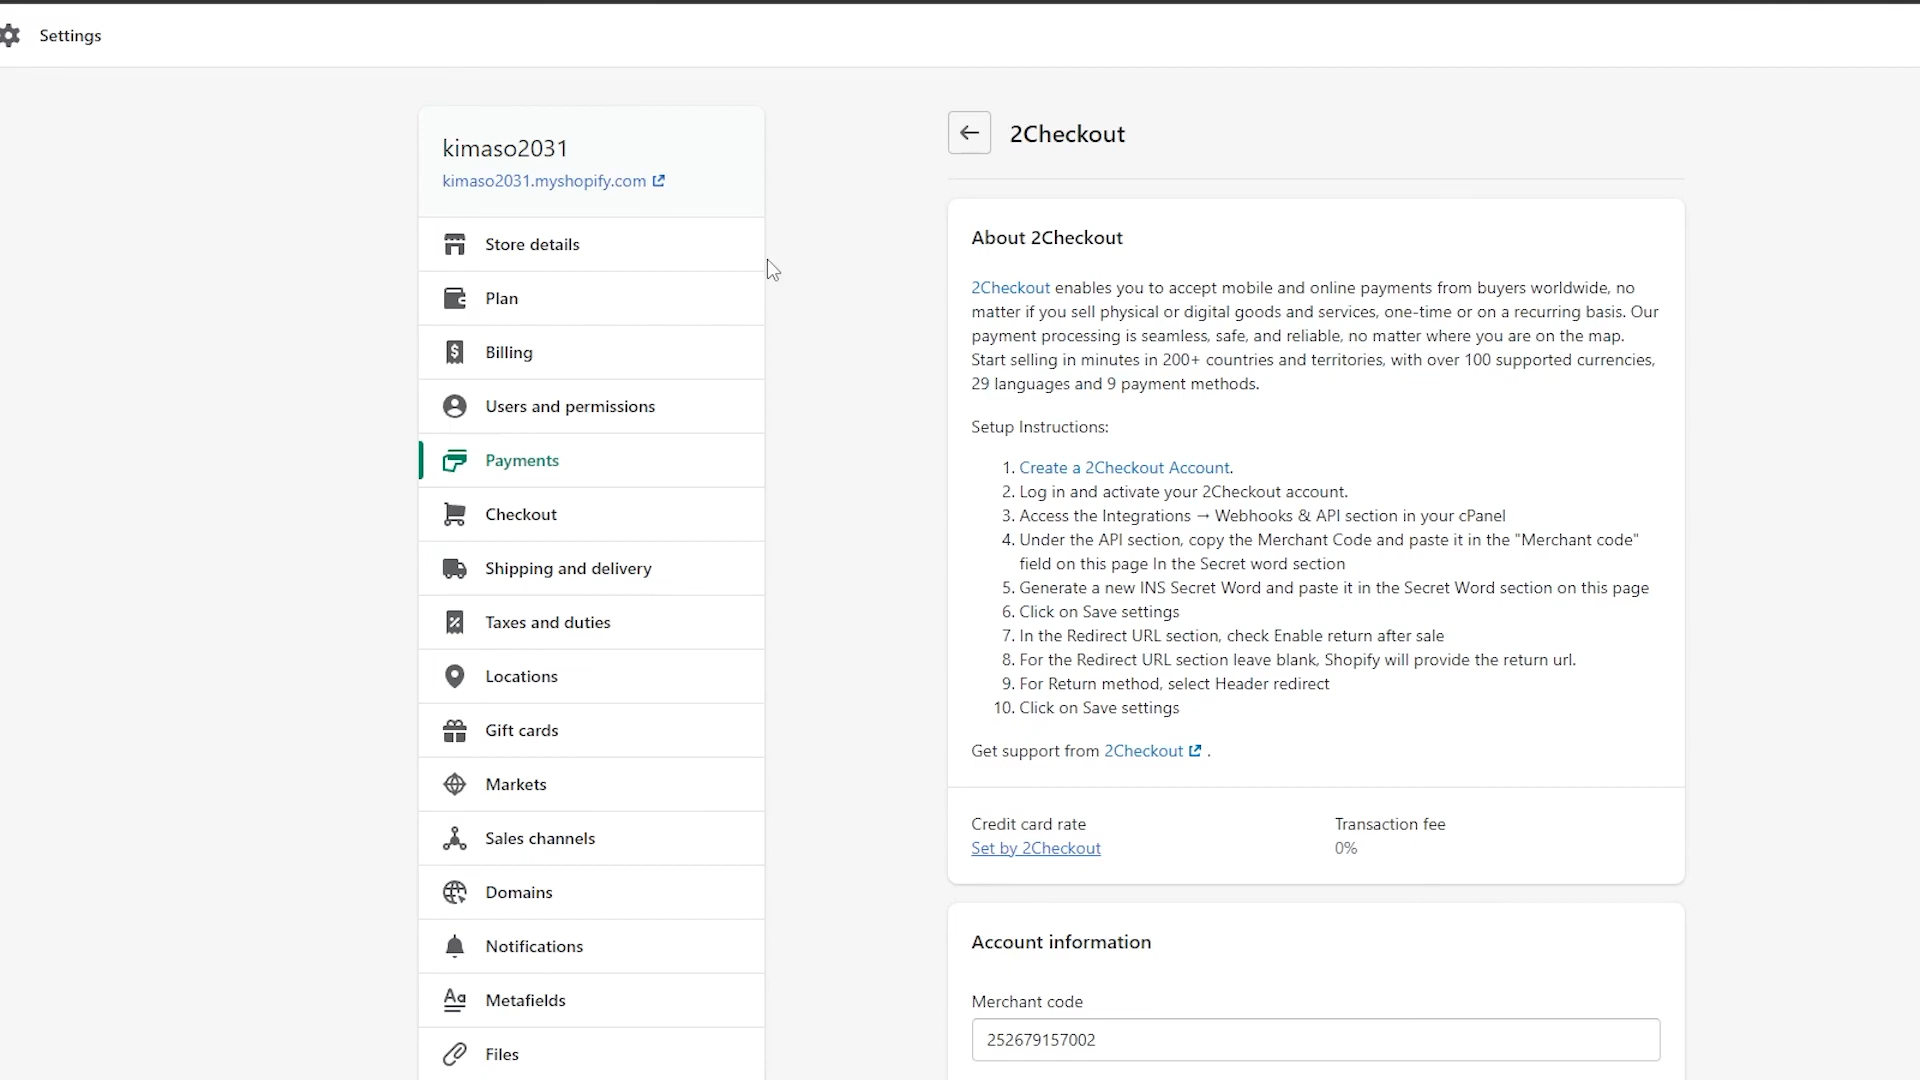 Settings
kimaso2031
kimaso2031.myshopify.com
Store details
Plan
Billing
Users and permissions
Payments
Checkout
Shipping and delivery
Taxes and duties
Locations
Gift cards
Markets
Sales channels
Domains
Notifications
Metafields
Files
2Checkout
About 2Checkout
2Checkout enables you to accept mobile and online payments from buyers worldwide, no
matter if you sell physical or digital goods and services, one-time or on a recurring basis. Our
payment processing is seamless, safe, and reliable, no matter where you are on the map.
Start selling in minutes in 200+ countries and territories, with over 100 supported currencies,
29 languages and 9 payment methods.
Setup Instructions:
1. Create a 2Checkout Account.
2. Log in and activate your 2Checkout account.
3. Access the Integrations → Webhooks & API section in your cPanel
4. Under the API section, copy the Merchant Code and paste it in the "Merchant code"
field on this page In the Secret word section
5. Generate a new INS Secret Word and paste it in the Secret Word section on this page
6. Click on Save settings
7. In the Redirect URL section, check Enable return after sale
8. For the Redirect URL section leave blank, Shopify will provide the return url.
9. For Return method, select Header redirect
10. Click on Save settings
Get support from 2Checkout .
Credit card rate
Set by 2Checkout
Transaction fee
0%
Account information
Merchant code
252679157002